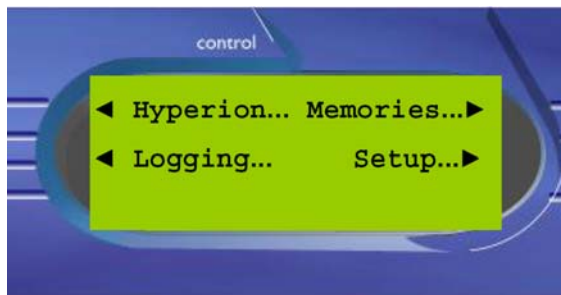 control
◄ Hyperion... Memories...►
◄ Logging... Setup...►